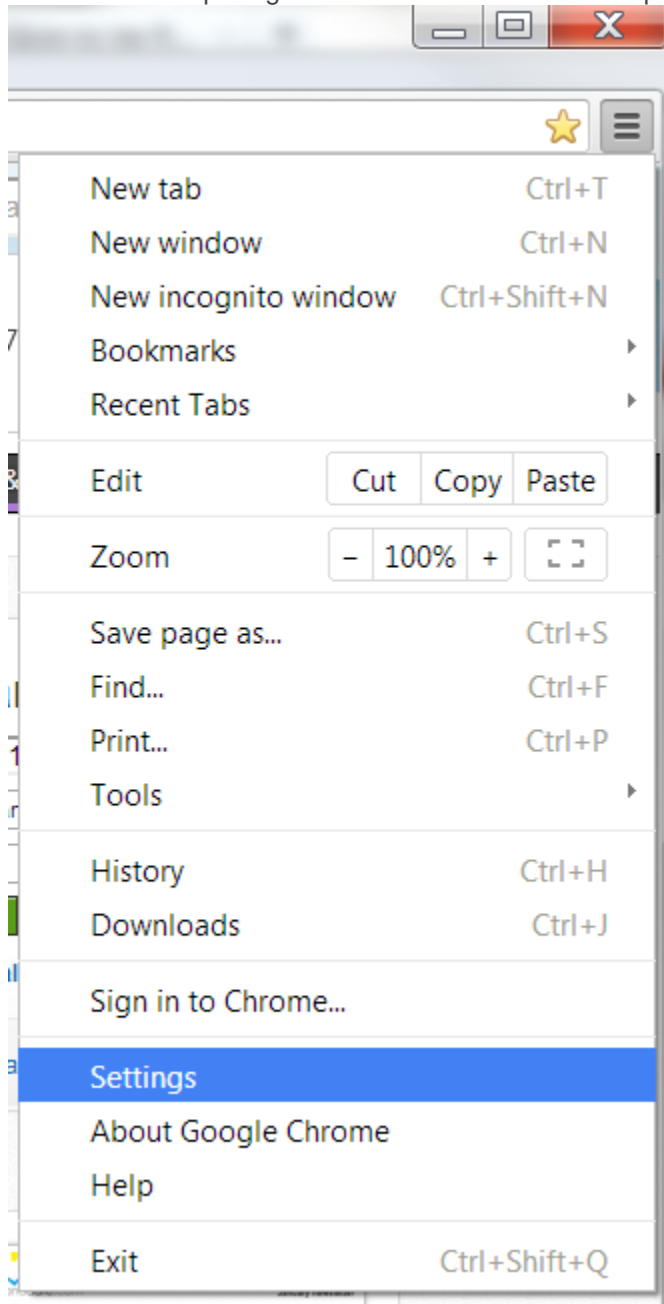 New tab Ctrl+T
New window Ctrl+N
New incognito window Ctrl+Shift+N
Bookmarks
Recent Tabs
Edit Cut Copy Paste
Zoom - 100% +
Save page as... Ctrl+S
Find... Ctrl+F
Print... Ctrl+P
Tools
History Ctrl+H
Downloads Ctrl+J
Sign in to Chrome...
Settings
About Google Chrome
Help
Exit Ctrl+Shift+Q